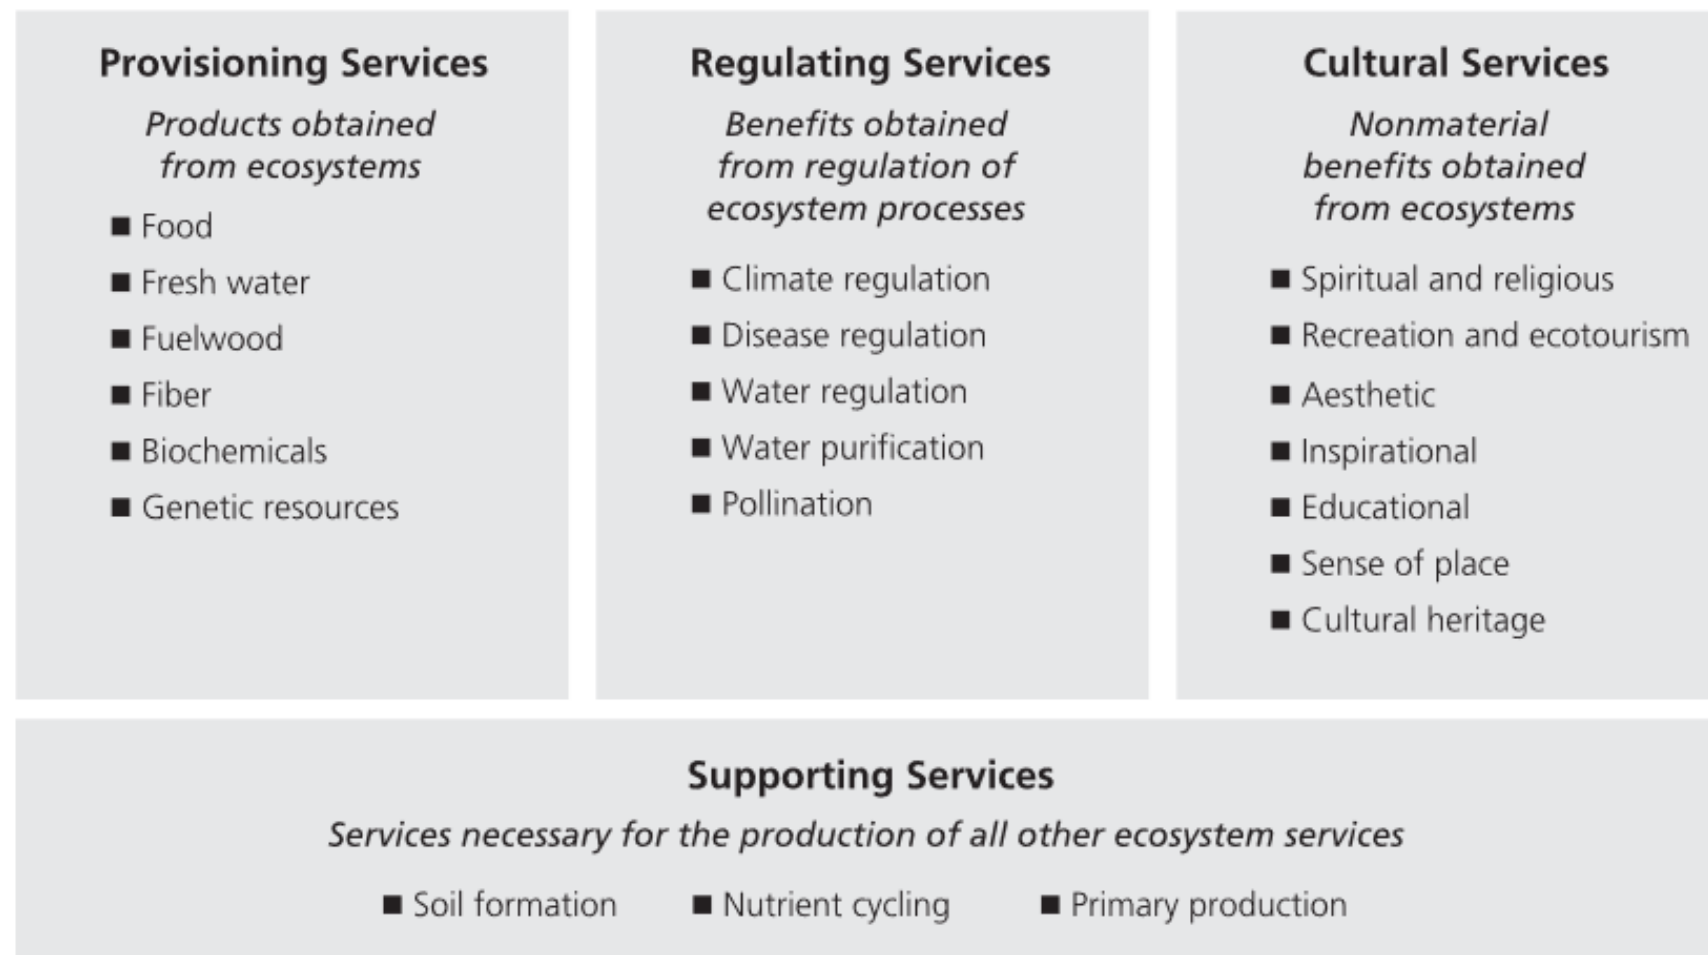 Provisioning Services
Products obtained
from ecosystems
■ Food
■ Fresh water
■ Fuelwood
■ Fiber
■ Biochemicals
■ Genetic resources
Regulating Services
Benefits obtained
from regulation of
ecosystem processes
■ Climate regulation
■ Disease regulation
■ Water regulation
■ Water purification
■ Pollination
Cultural Services
Nonmaterial
benefits obtained
from ecosystems
■ Spiritual and religious
■ Recreation and ecotourism
■ Aesthetic
■ Inspirational
■ Educational
■ Sense of place
■ Cultural heritage
Supporting Services
Services necessary for the production of all other ecosystem services
■ Soil formation ■ Nutrient cycling ■ Primary production